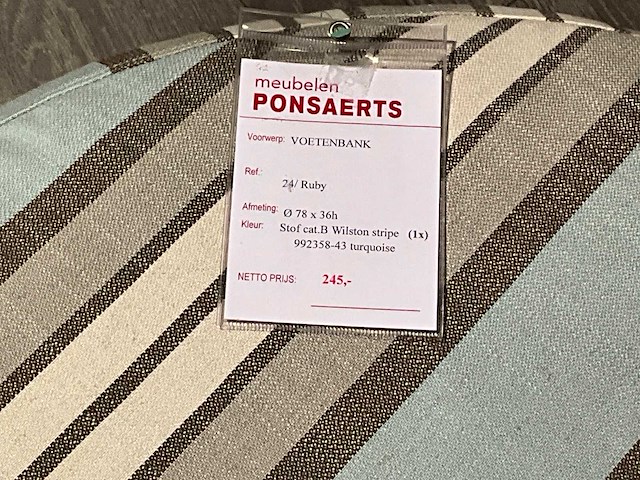 meubelen
PONSAERTS
Voorwerp: VOETENBANK
Ref.:
24/ Ruby
Afmeting: Ø 78 x 36h
Kleur: Stof cat.B Wilston stripe (1x)
992358-43 turquoise
NETTO PRIJS: 245,-